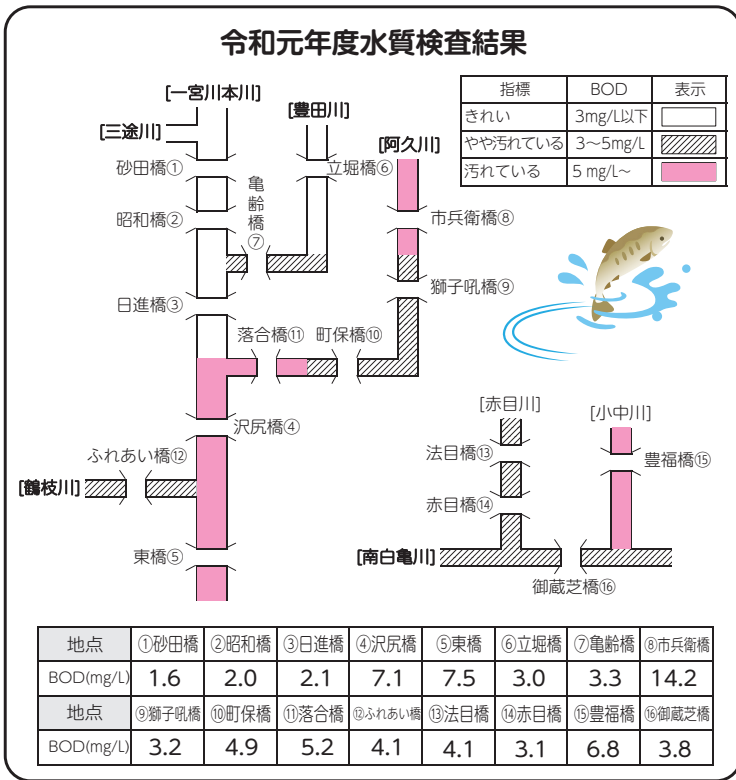 令和元年度水質検査結果
[一宮川本川]
[豊田川]
[三途川]
[阿久川]
指標 BOD 表示
きれい 3mg/L以下
やや汚れている 3〜5mg/L
汚れている 5 mg/L〜
砂田橋①
亀齢橋⑦
立堀橋⑥
昭和橋②
市兵衛橋⑧
獅子吼橋⑨
日進橋③
落合橋⑪
町保橋⑩
沢尻橋④
[赤目川]
[小中川]
ふれあい橋⑫
法目橋⑬
豊福橋⑮
[鶴枝川]
赤目橋⑭
東橋⑤
[南白亀川]
御蔵芝橋⑯
地点 ①砂田橋 ②昭和橋 ③日進橋 ④沢尻橋 ⑤東橋 ⑥立堀橋 ⑦亀齢橋 ⑧市兵衛橋
BOD(mg/L) 1.6 2.0 2.1 7.1 7.5 3.0 3.3 14.2
地点 ⑨獅子吼橋 ⑩町保橋 ⑪落合橋 ⑫ふれあい橋 ⑬法目橋 ⑭赤目橋 ⑮豊福橋 ⑯御蔵芝橋
BOD(mg/L) 3.2 4.9 5.2 4.1 4.1 3.1 6.8 3.8